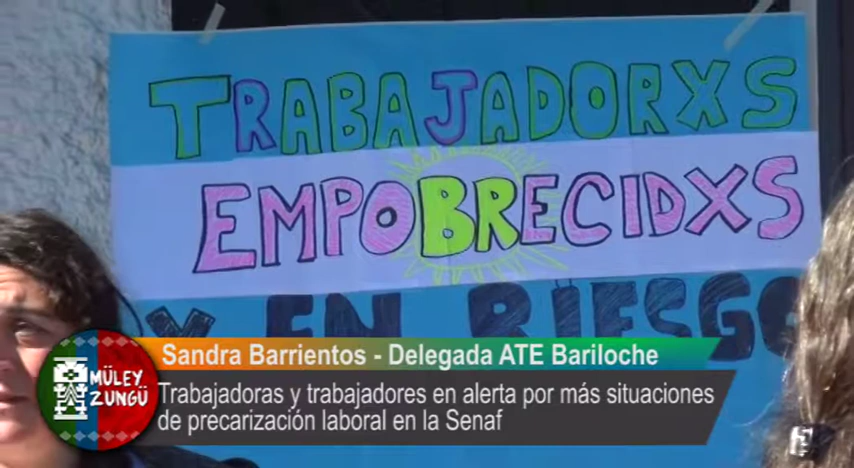 TRABAJADORXS
EMPOBRECIDXS
Y EN RIESGO
Sandra Barrientos - Delegada ATE Bariloche
Trabajadoras y trabajadores en alerta por más situaciones
de precarización laboral en la Senaf
MÜLEY
ZUNGÜ